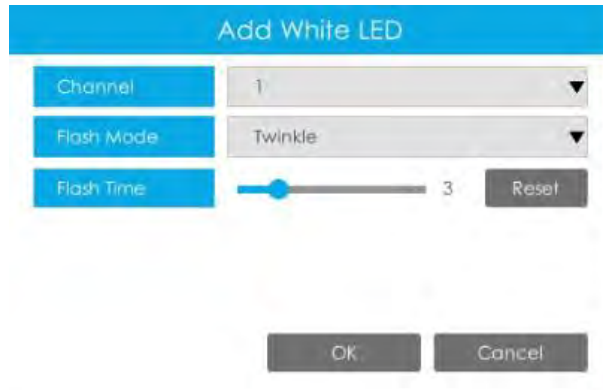 Add White LED
Channel 1
Flash Mode Twinkle
Flash Time 3 Reset
OK Cancel